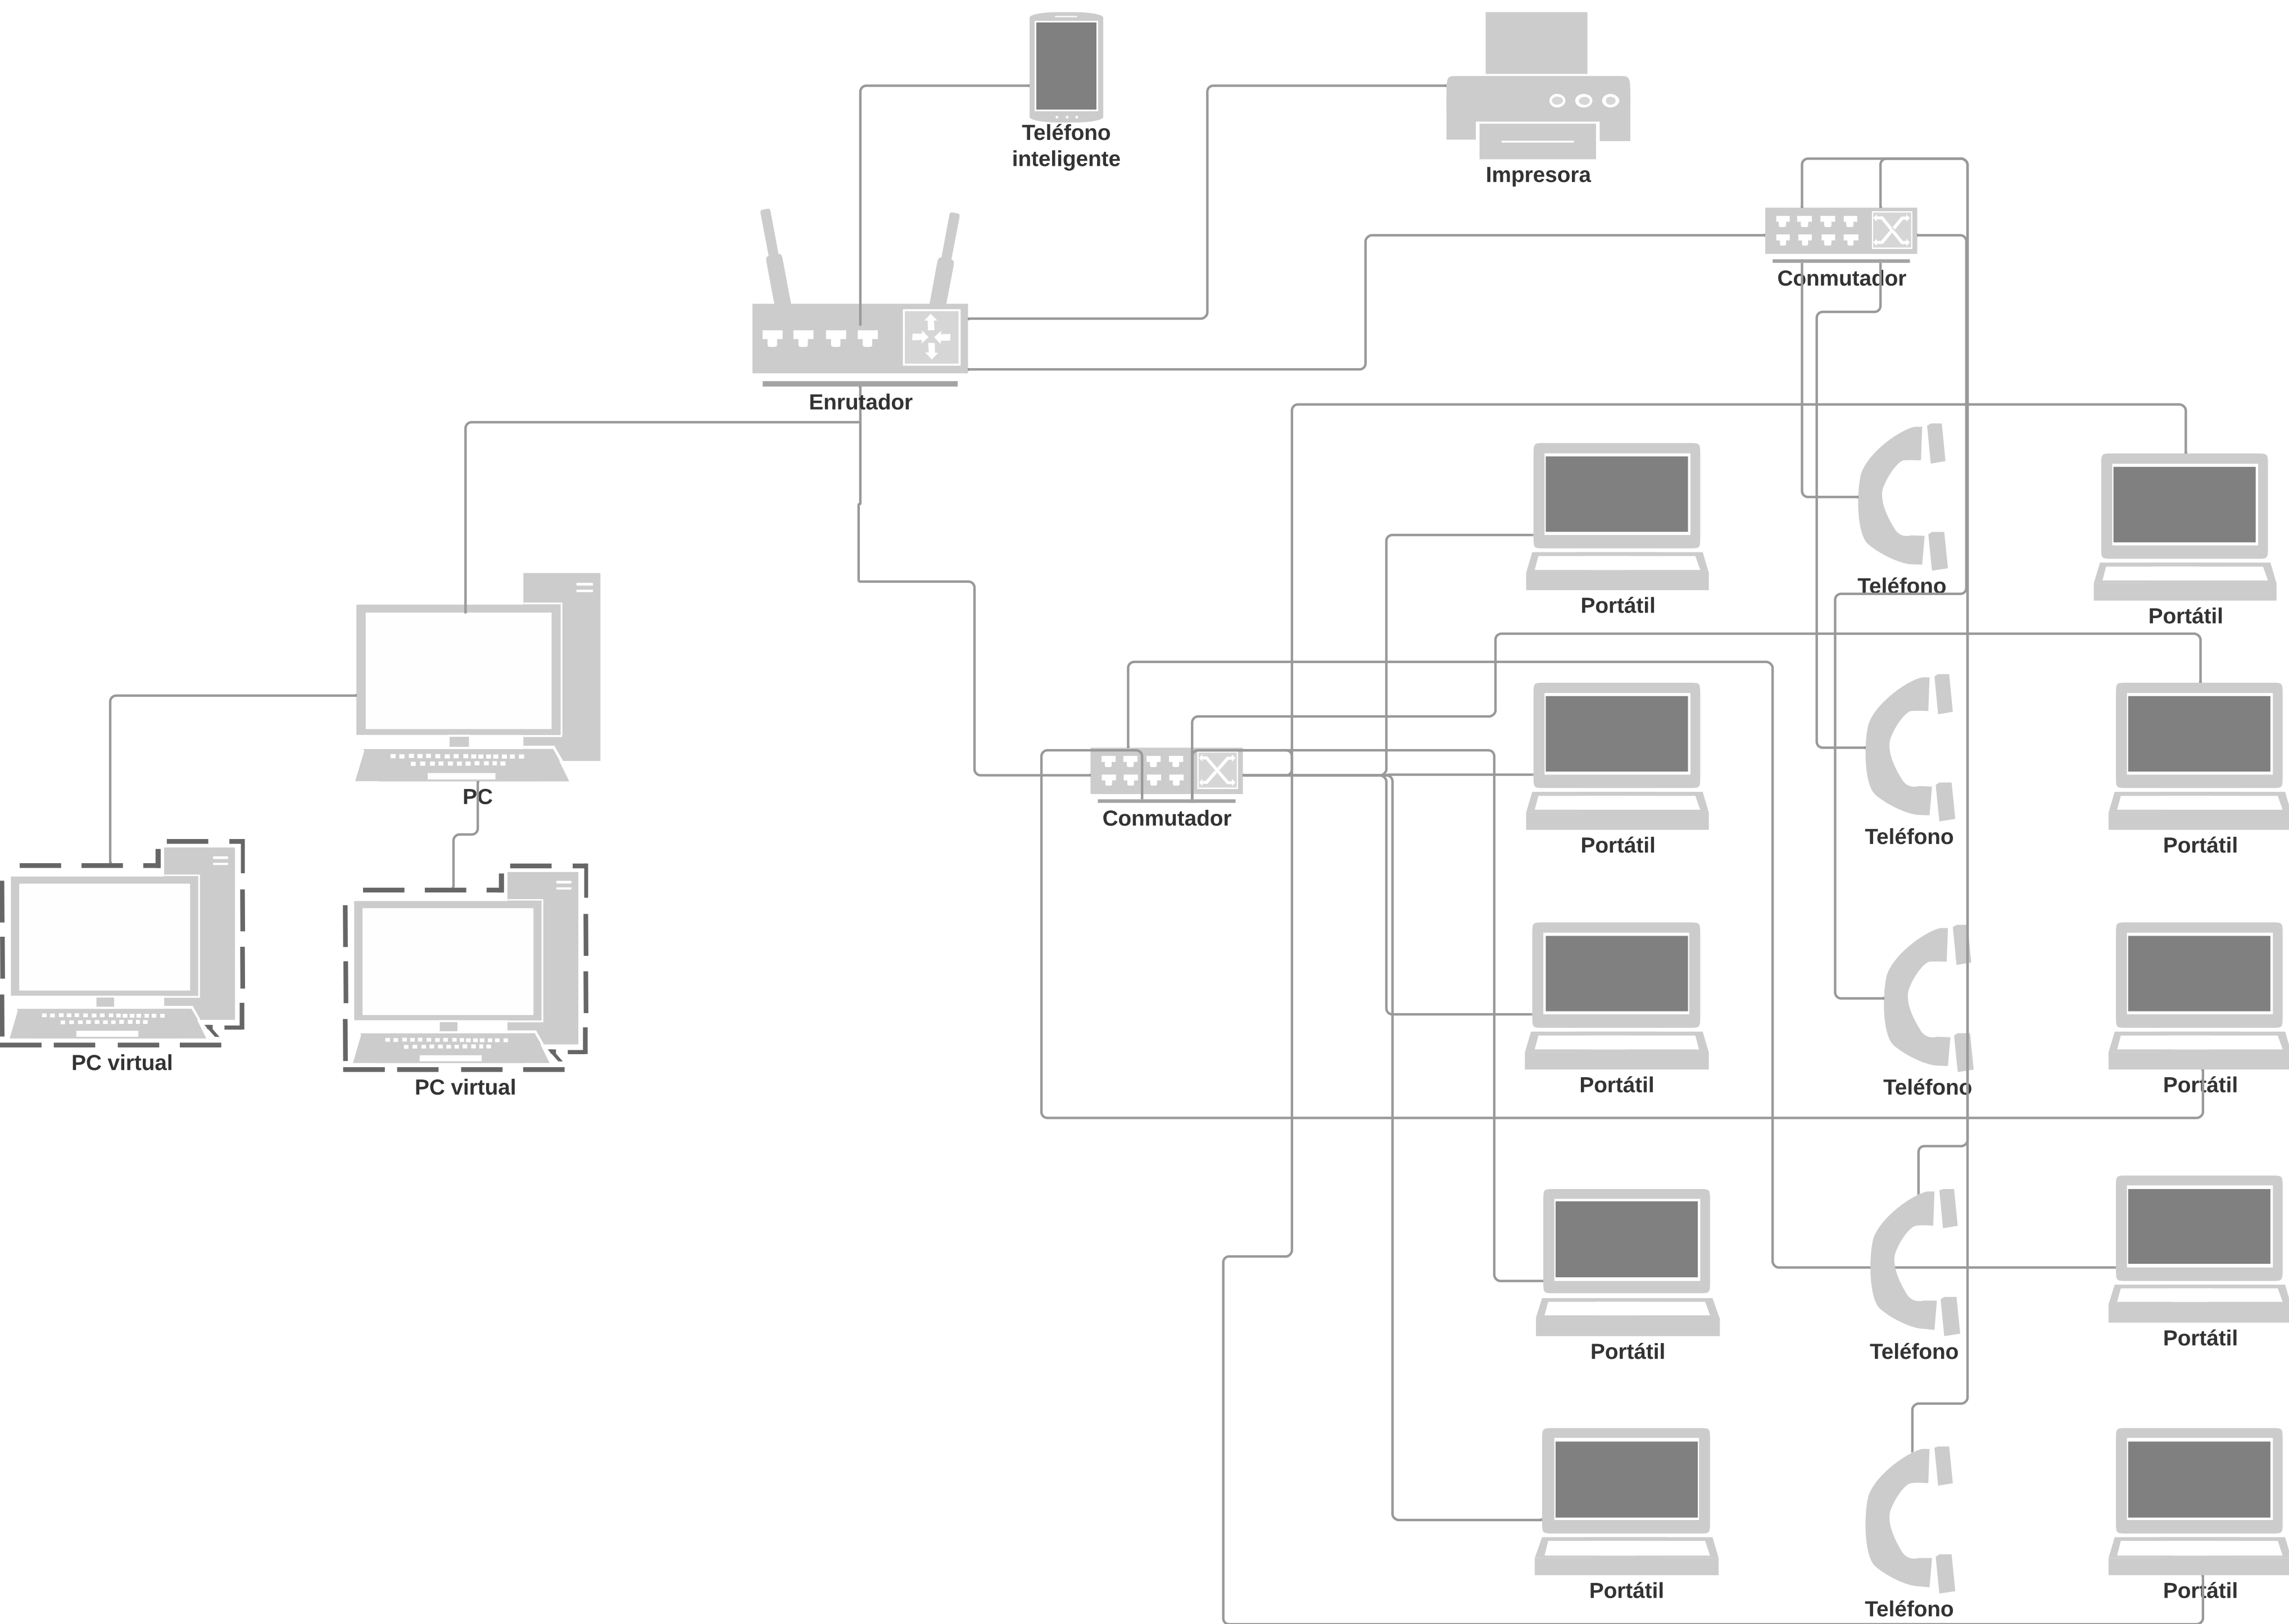 Teléfono
inteligente
Impresora
Conmutador
Enrutador
Teléfono
Portátil
Portátil
PC
Conmutador
Teléfono
Portátil
Portátil
PC virtual
PC virtual
Portátil
Teléfono
Portátil
Portátil
Teléfono
Portátil
Portátil
Teléfono
Portátil